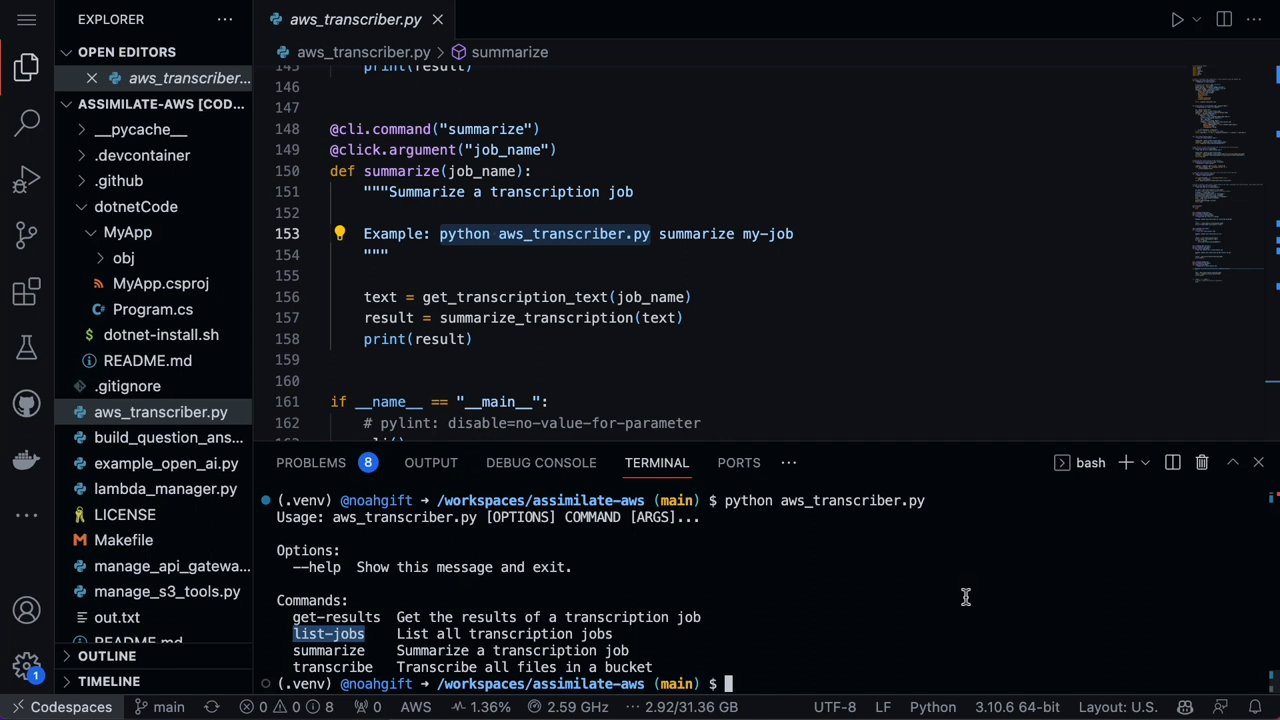 EXPLORER
OPEN EDITORS
aws_transcriber...
ASSIMILATE-AWS [COD...
__pycache__
.devcontainer
.github
dotnetCode
MyApp
obj
MyApp.csproj
Program.cs
$ dotnet-install.sh
README.md
.gitignore
aws_transcriber.py
build_question_ans...
example_open_ai.py
lambda_manager.py
LICENSE
Makefile
manage_api_gatewa...
manage_s3_tools.py
out.txt
README.md
OUTLINE
TIMELINE
1
aws_transcriber.py
aws_transcriber.py > summarize
145 print(result)
146
147
148 @cli.command("summarize")
149 @click.argument("job_name")
150 def summarize(job_name):
151 """Summarize a transcription job
152
153 Example: python aws_transcriber.py summarize my-job
154 """
155
156 text = get_transcription_text(job_name)
157 result = summarize_transcription(text)
158 print(result)
159
160
161 if __name__ == "__main__":
162 # pylint: disable=no-value-for-parameter
163 cli()
PROBLEMS 8 OUTPUT DEBUG CONSOLE TERMINAL PORTS ... bash
(.venv) @noahgift → /workspaces/assimilate-aws (main) $ python aws_transcriber.py
Usage: aws_transcriber.py [OPTIONS] COMMAND [ARGS]...
Options:
--help Show this message and exit.
Commands:
get-results Get the results of a transcription job
list-jobs List all transcription jobs
summarize Summarize a transcription job
transcribe Transcribe all files in a bucket
(.venv) @noahgift → /workspaces/assimilate-aws (main) $
Codespaces main 0 0 8 0 AWS 1.36% 2.59 GHz 2.92/31.36 GB UTF-8 LF Python 3.10.6 64-bit Layout: U.S.